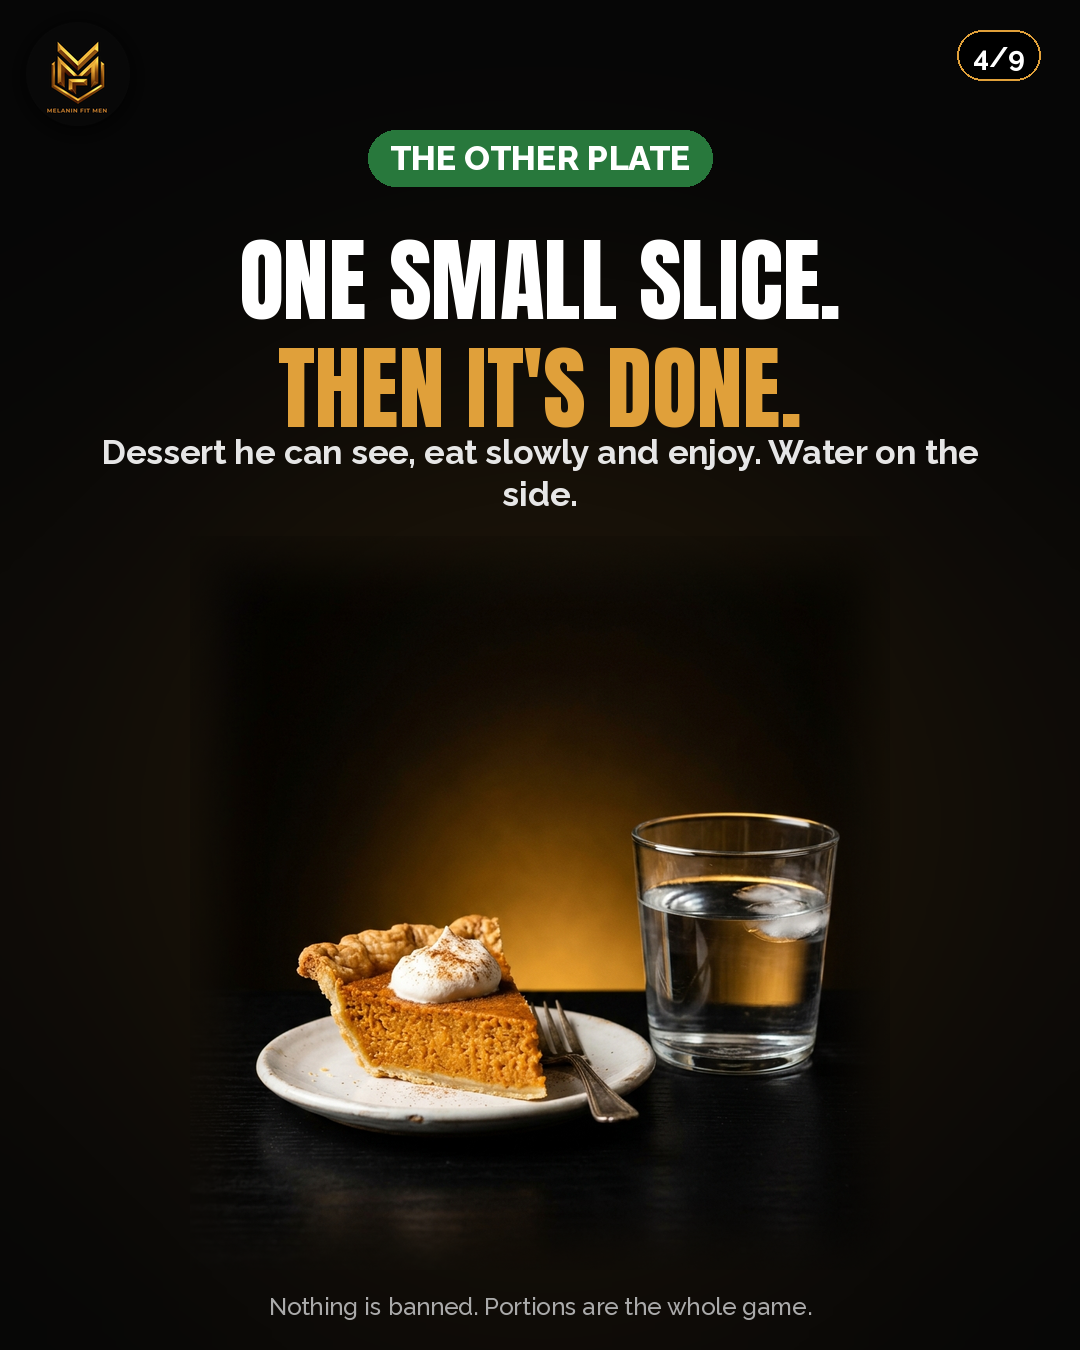 MELANIN FIT MEN
4/9
THE OTHER PLATE
ONE SMALL SLICE.
THEN IT'S DONE.
Dessert he can see, eat slowly and enjoy. Water on the
side.
Nothing is banned. Portions are the whole game.